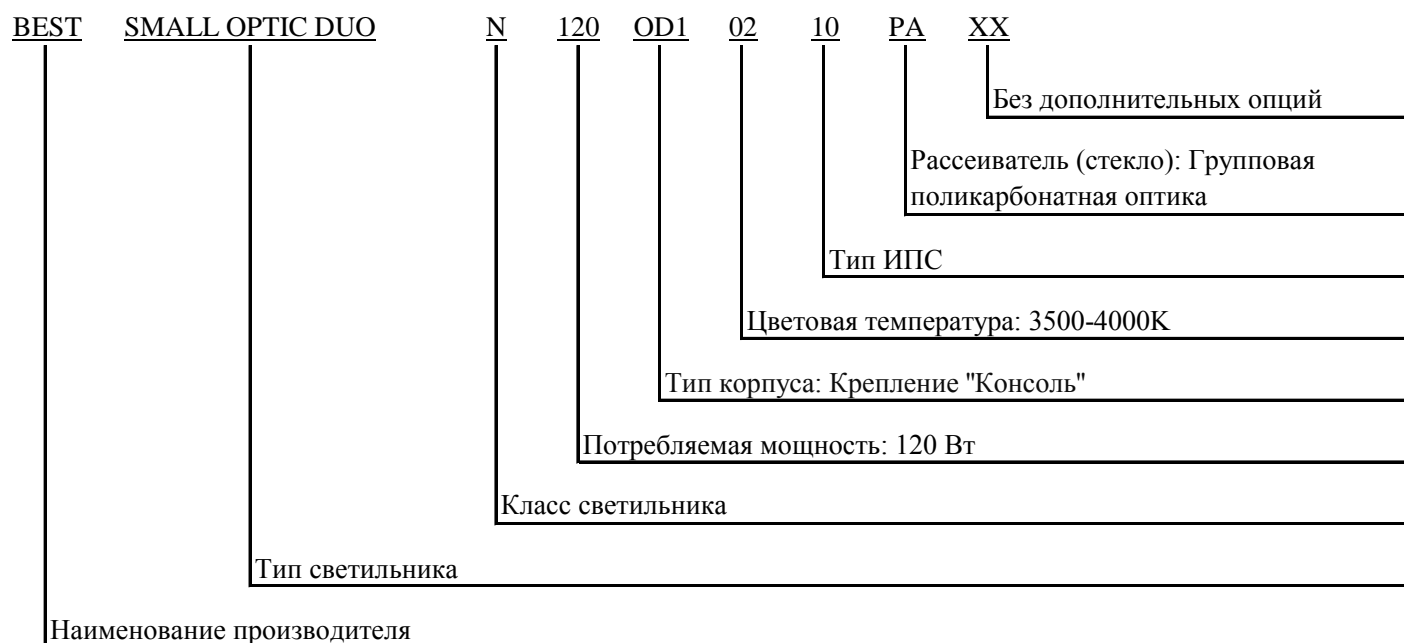 BEST SMALL OPTIC DUO N 120 OD1 02 10 PA XX
Без дополнительных опций
Рассеиватель (стекло): Групповая
поликарбонатная оптика
Тип ИПС
Цветовая температура: 3500-4000К
Тип корпуса: Крепление "Консоль"
Потребляемая мощность: 120 Вт
Класс светильника
Тип светильника
Наименование производителя